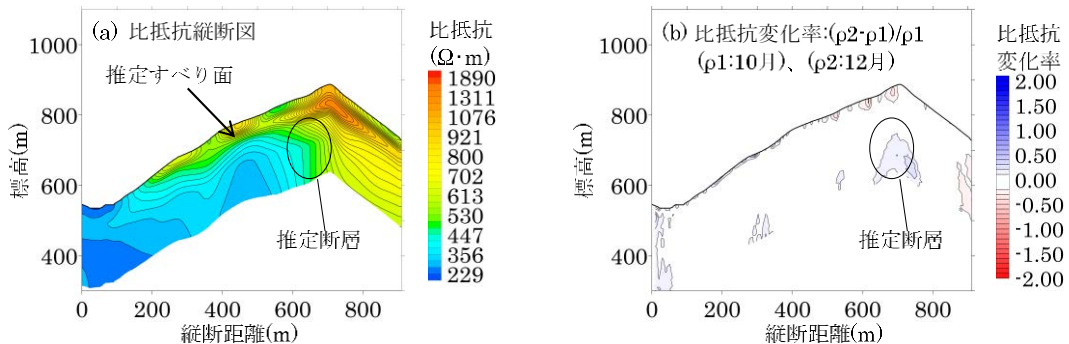 (a) 比抵抗縦断図
推定すべり面
推定断層
標高(m)
1000
800
600
400
0 200 400 600 800
縦断距離(m)
比抵抗
(Ω·m)
1890
1311
1076
921
802
702
613
530
447
356
229
(b) 比抵抗変化率:(ρ2-ρ1)/ρ1
(ρ1:10月)、(ρ2:12月)
推定断層
標高(m)
1000
800
600
400
0 200 400 600 800
縦断距離(m)
比抵抗
変化率
2.00
1.50
1.00
0.50
0.00
-0.50
-1.00
-1.50
-2.00